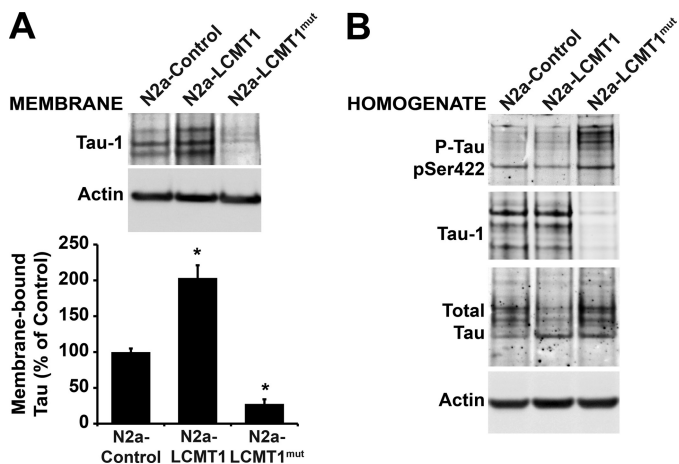 A
N2a-Control
N2a-LCMT1
N2a-LCMT1mut
MEMBRANE
Tau-1
Actin
Membrane-bound
Tau (% of Control)
250
200
150
100
50
0
*
*
N2a-
Control
N2a-
LCMT1
N2a-
LCMT1mut
B
N2a-Control
N2a-LCMT1
N2a-LCMT1mut
HOMOGENATE
P-Tau
pSer422
Tau-1
Total
Tau
Actin